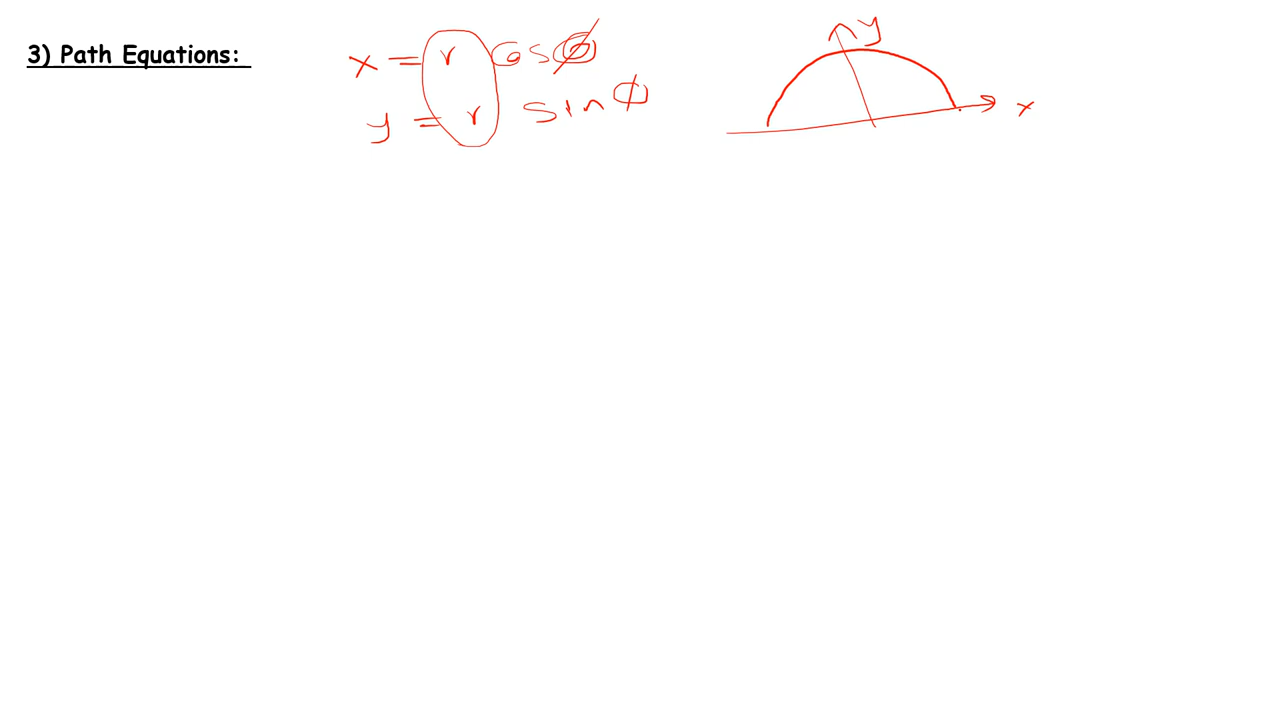 3) Path Equations:
x = r cos ϕ
y = r sin ϕ
y
x